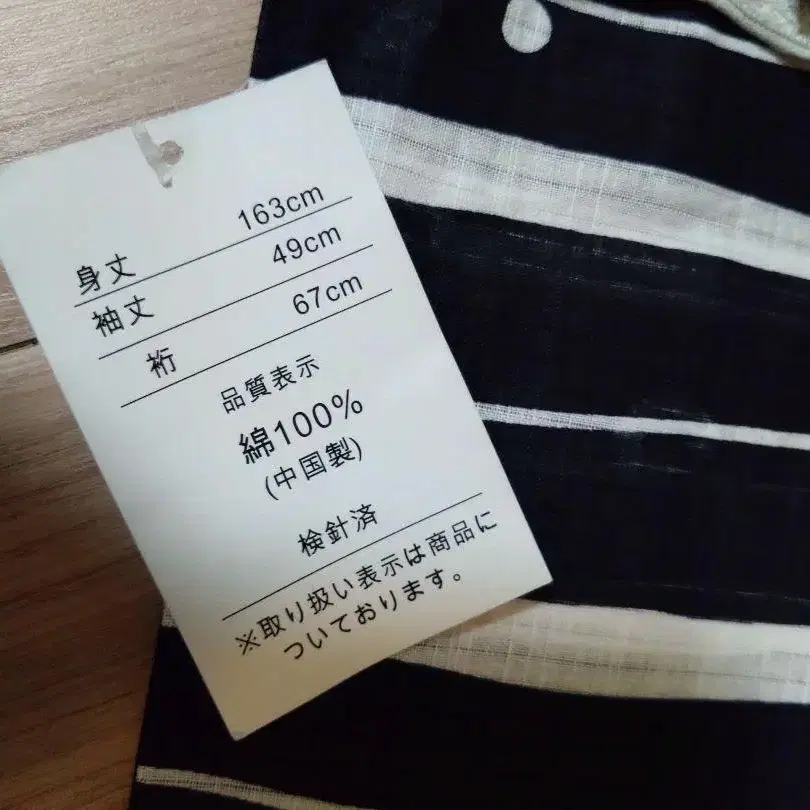 身丈 163cm
袖丈 49cm
裄 67cm
品質表示
綿100%
(中国製)
検針済
※取り扱い表示は商品に
ついております。